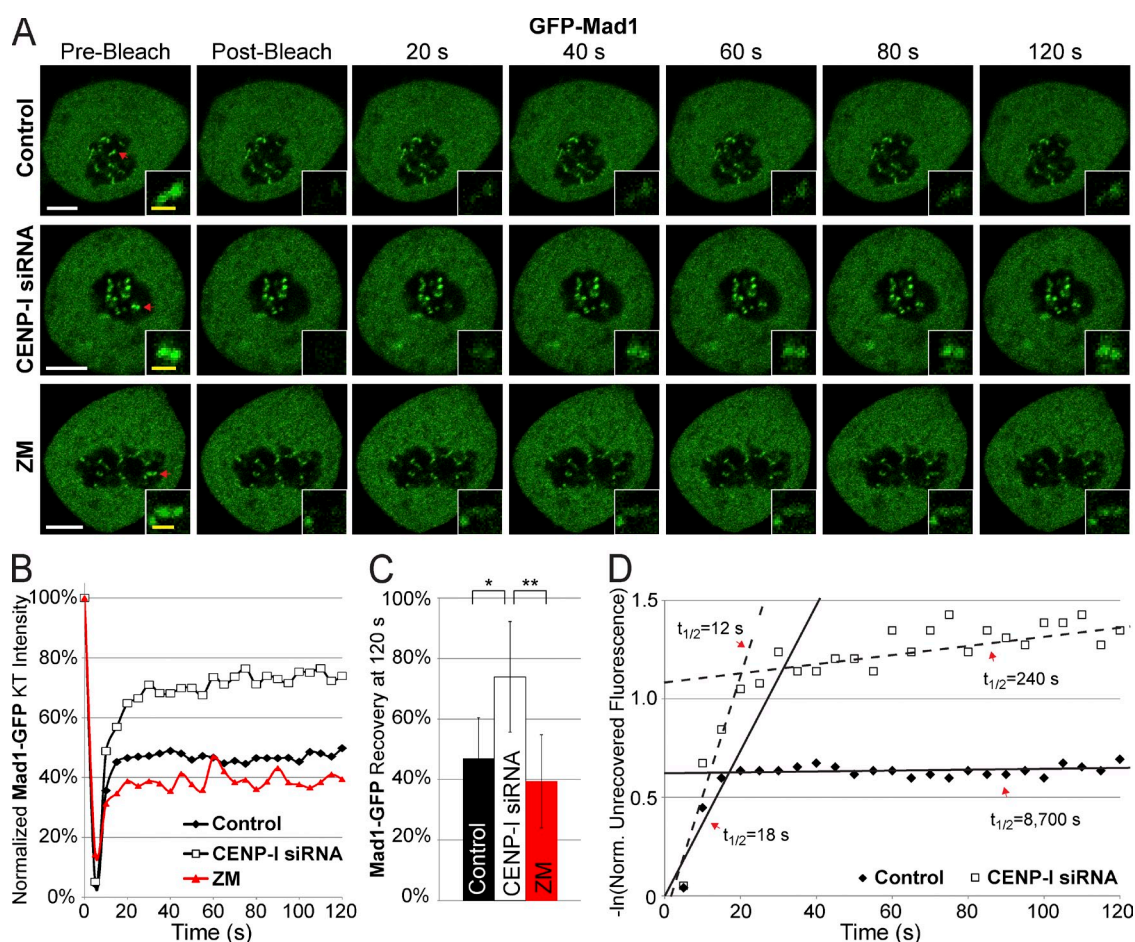 A
GFP-Mad1
Pre-Bleach Post-Bleach 20 s 40 s 60 s 80 s 120 s
Control
CENP-I siRNA
ZM
B
Normalized Mad1-GFP KT Intensity
100%
80%
60%
40%
20%
0%
Control
CENP-I siRNA
ZM
0 20 40 60 80 100 120
Time (s)
C
* **
Mad1-GFP Recovery at 120 s
100%
80%
60%
40%
20%
0%
Control
CENP-I siRNA
ZM
D
-ln(Norm. Unrecovered Fluorescence)
1.5
1.0
0.5
0
t1/2=12 s
t1/2=240 s
t1/2=18 s
t1/2=8,700 s
Control CENP-I siRNA
0 20 40 60 80 100 120
Time (s)